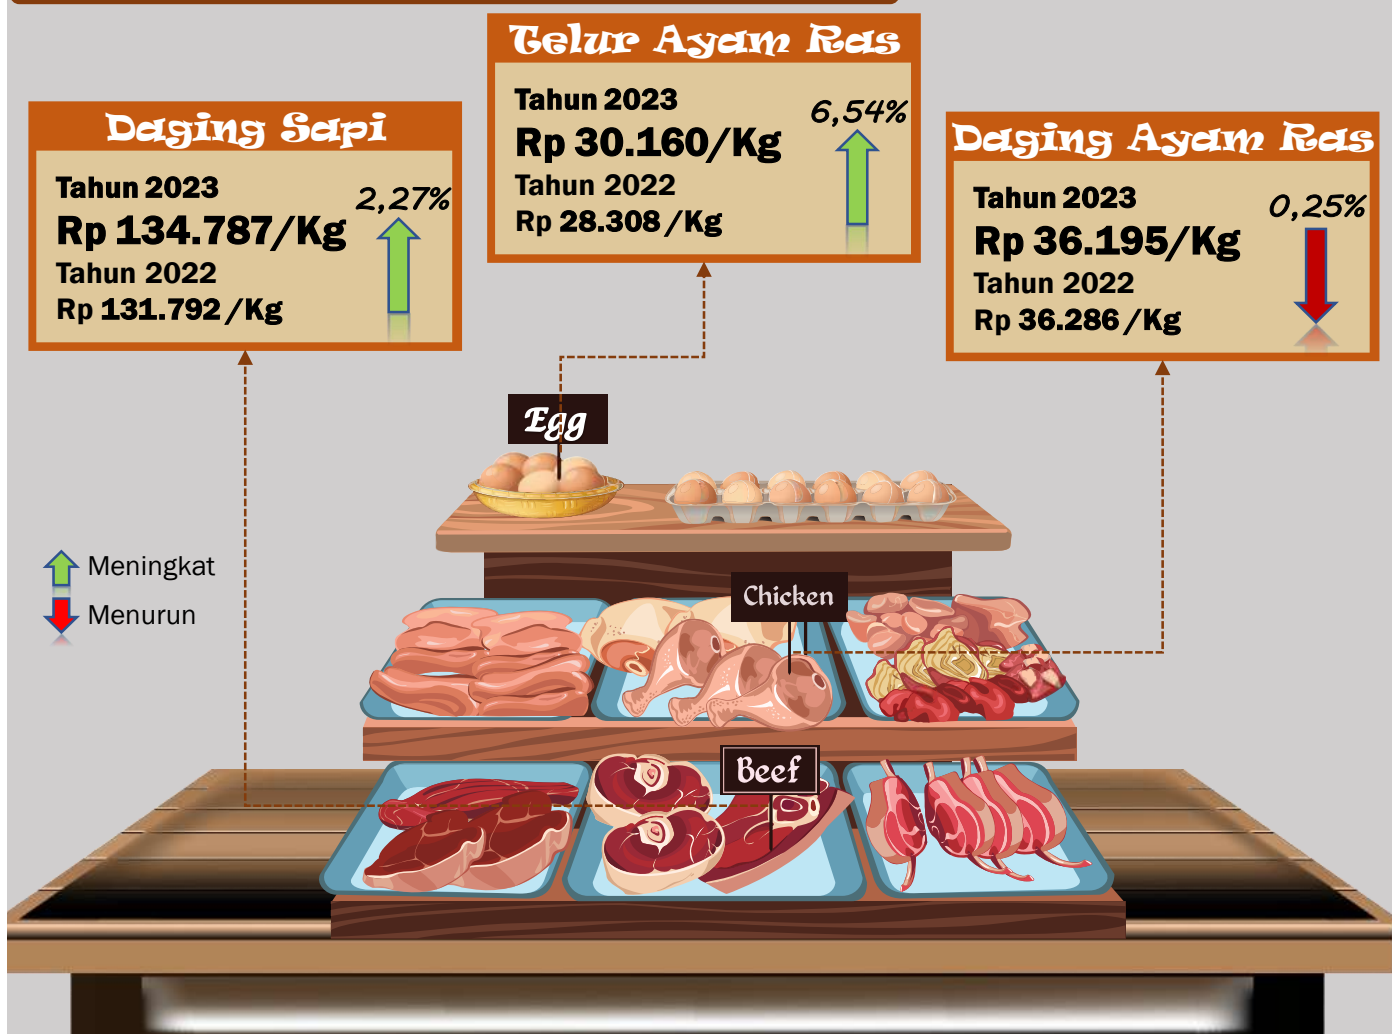 Telur Ayam Ras
Tahun 2023
6,54%
Rp 30.160/Kg
Tahun 2022
Rp 28.308 /Kg
Daging Sapi
Tahun 2023
2,27%
Rp 134.787/Kg
Tahun 2022
Rp 131.792 /Kg
Daging Ayam Ras
Tahun 2023
0,25%
Rp 36.195/Kg
Tahun 2022
Rp 36.286 /Kg
Egg
Meningkat
Menurun
Chicken
Beef